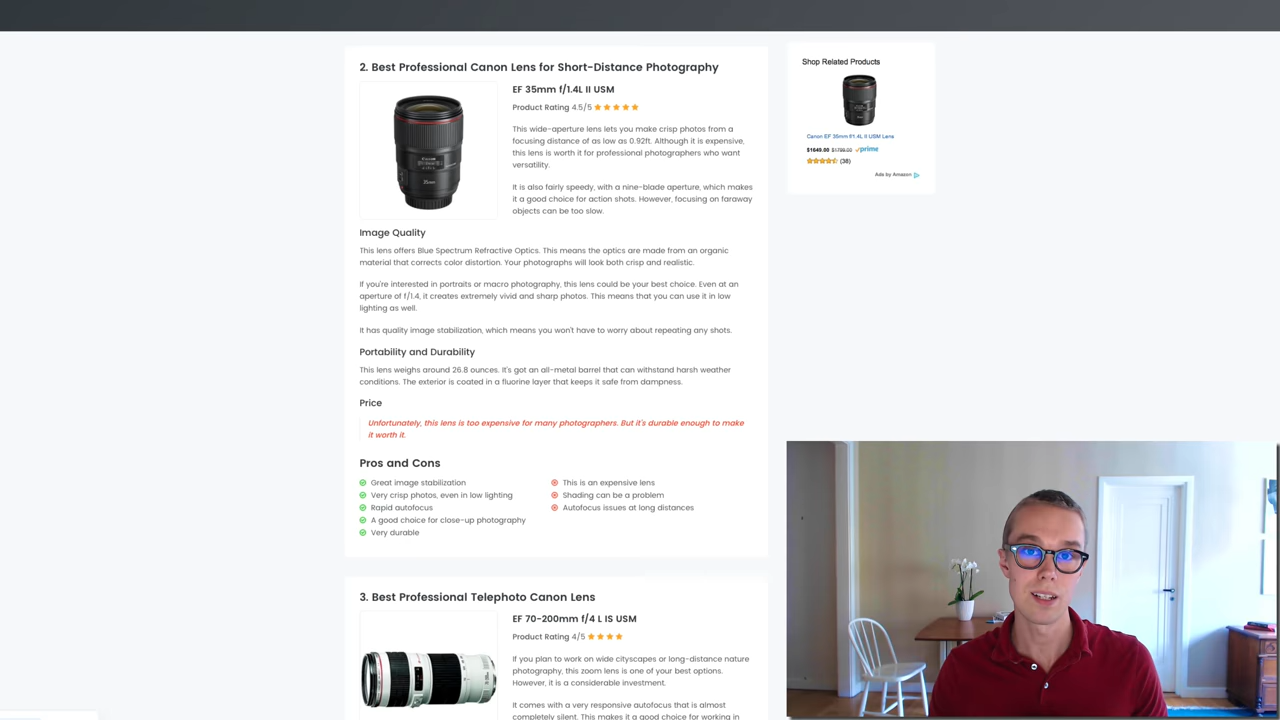 2. Best Professional Canon Lens for Short-Distance Photography
EF 35mm f/1.4L II USM
Product Rating 4.5/5
This wide-aperture lens lets you make crisp photos from a
focusing distance of as low as 0.92ft. Although it is expensive,
this lens is worth it for professional photographers who want
versatility.
It is also fairly speedy, with a nine-blade aperture, which makes
it a good choice for action shots. However, focusing on faraway
objects can be too slow.
Image Quality
This lens offers Blue Spectrum Refractive Optics. This means the optics are made from an organic
material that corrects color distortion. Your photographs will look both crisp and realistic.
If you're interested in portraits or macro photography, this lens could be your best choice. Even at an
aperture of f/1.4, it creates extremely vivid and sharp photos. This means that you can use it in low
lighting as well.
It has quality image stabilization, which means you won't have to worry about repeating any shots.
Portability and Durability
This lens weighs around 26.8 ounces. It's got an all-metal barrel that can withstand harsh weather
conditions. The exterior is coated in a fluorine layer that keeps it safe from dampness.
Price
Unfortunately, this lens is too expensive for many photographers. But it's durable enough to make
it worth it.
Pros and Cons
Great image stabilization
Very crisp photos, even in low lighting
Rapid autofocus
A good choice for close-up photography
Very durable
This is an expensive lens
Shading can be a problem
Autofocus issues at long distances
3. Best Professional Telephoto Canon Lens
EF 70-200mm f/4 L IS USM
Product Rating 4/5
If you plan to work on wide cityscapes or long-distance nature
photography, this zoom lens is one of your best options.
However, it is a considerable investment.
It comes with a very responsive autofocus that is almost
completely silent. This makes it a good choice for working in
Shop Related Products
Canon EF 35mm f/1.4L II USM Lens
$1649.00 $1799.00 prime
(38)
Ads by Amazon